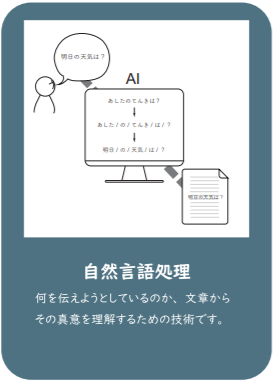 明日の天気は？
AI
あしたのてんきは？
あした / の / てんき / は / ？
明日 / の / 天気 / は / ？
明日の天気は？
自然言語処理
何を伝えようとしているのか、文章から
その真意を理解するための技術です。